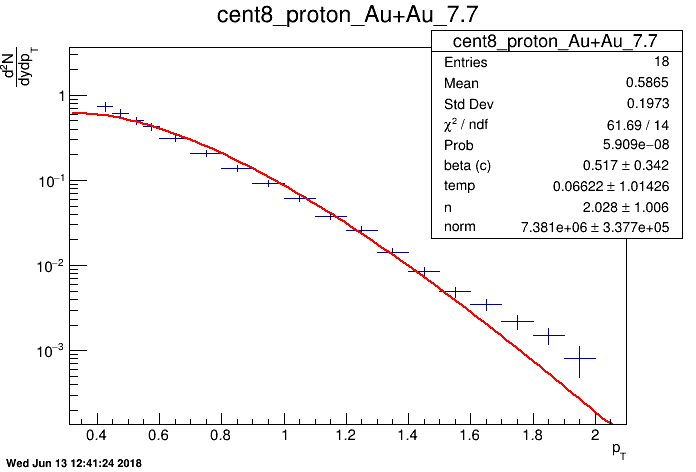 cent8_proton_Au+Au_7.7
cent8_proton_Au+Au_7.7
Entries 18
Mean 0.5865
Std Dev 0.1973
χ² / ndf 61.69 / 14
Prob 5.909e−08
beta (c) 0.517 ± 0.342
temp 0.06622 ± 1.01426
n 2.028 ± 1.006
norm 7.381e+06 ± 3.377e+05
d²N
dydp_T
1
10⁻¹
10⁻²
10⁻³
0.4 0.6 0.8 1 1.2 1.4 1.6 1.8 2
p_T
Wed Jun 13 12:41:24 2018